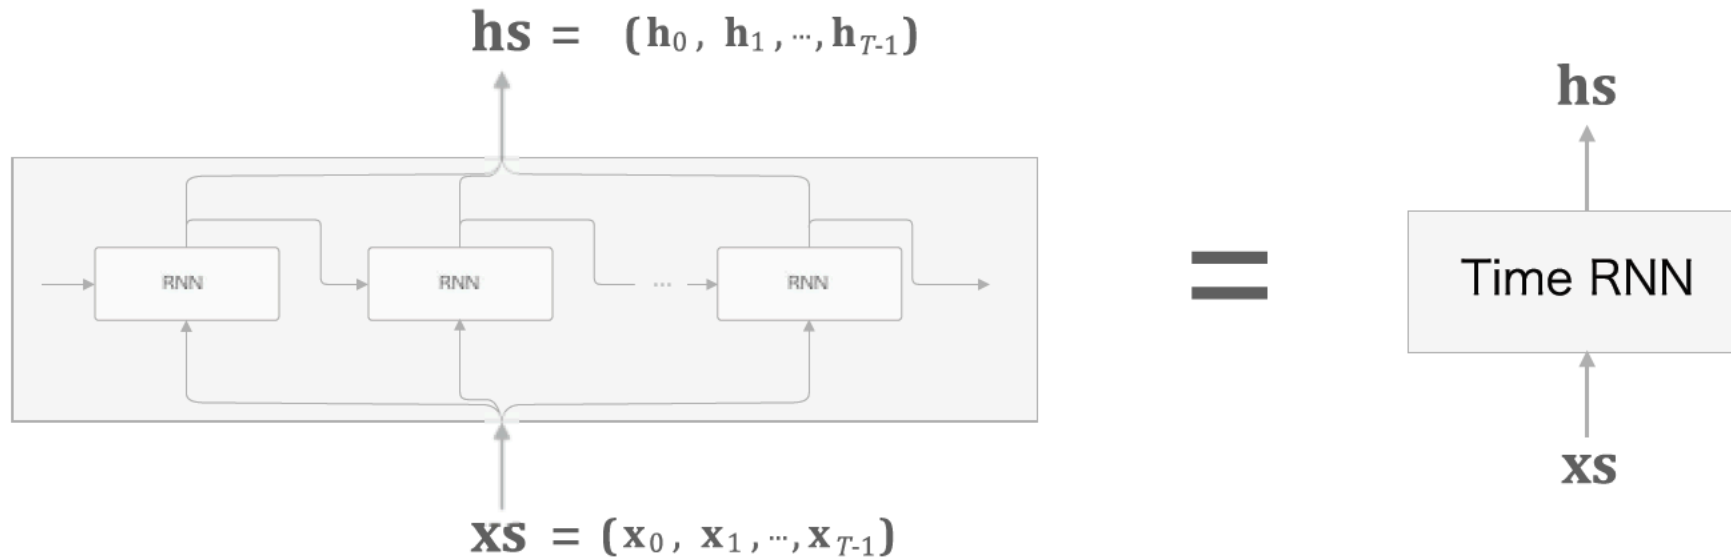 hs = (h0, h1, ..., hT-1)
hs
RNN RNN ... RNN
=
Time RNN
xs
xs = (x0, x1, ..., xT-1)